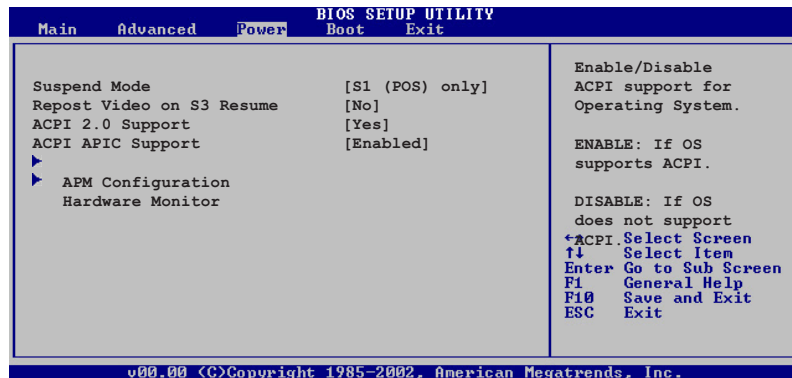 BIOS SETUP UTILITY
Main Advanced Power Boot Exit
Suspend Mode [S1 (POS) only]
Repost Video on S3 Resume [No]
ACPI 2.0 Support [Yes]
ACPI APIC Support [Enabled]
APM Configuration
Hardware Monitor
Enable/Disable
ACPI support for
Operating System.
ENABLE: If OS
supports ACPI.
DISABLE: If OS
does not support
ACPI.
←→ Select Screen
↑↓ Select Item
Enter Go to Sub Screen
F1 General Help
F10 Save and Exit
ESC Exit
v00.00 (C)Copyright 1985-2002, American Megatrends, Inc.